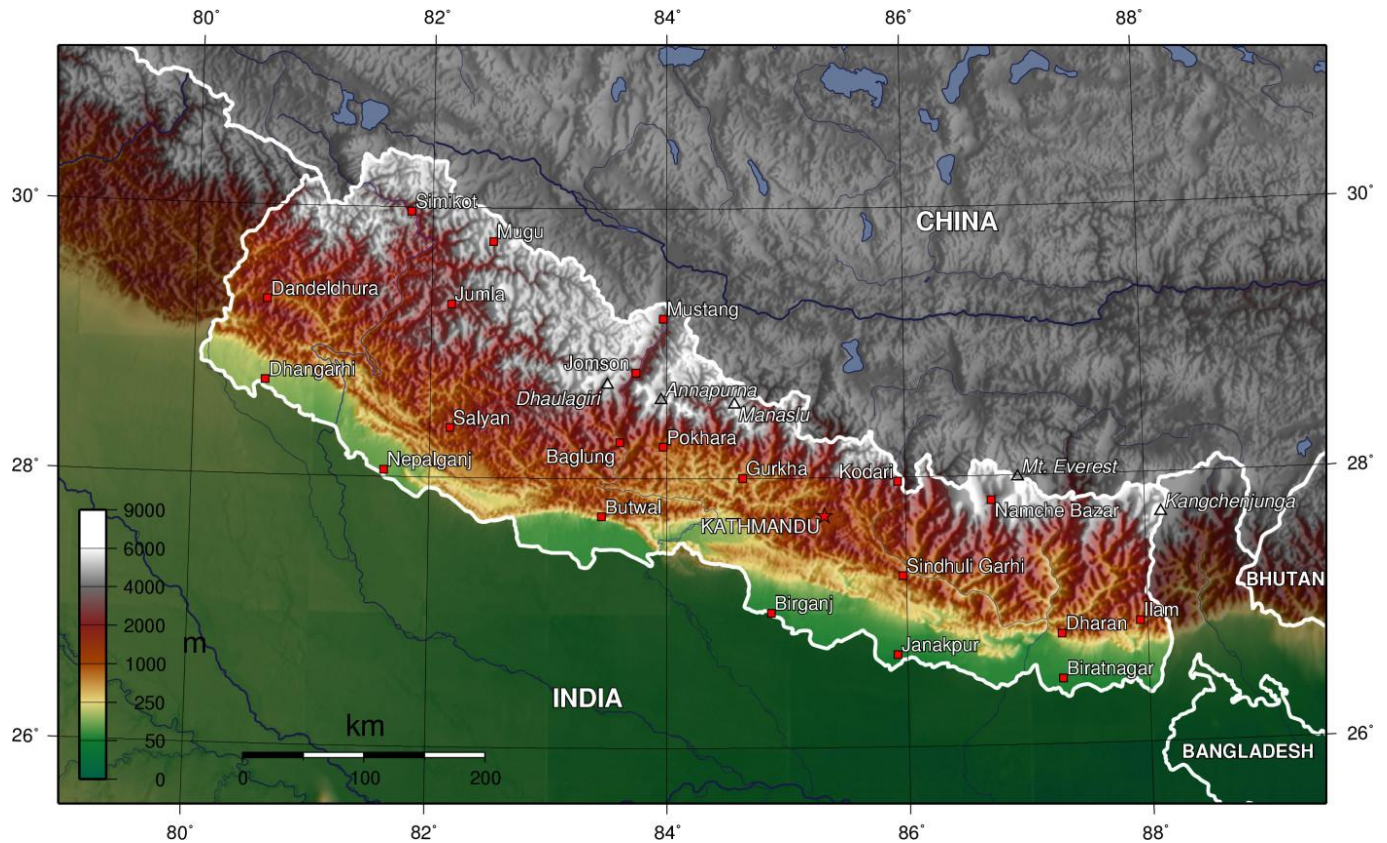 80˚
82˚
84˚
86˚
88˚
30˚
30˚
CHINA
Simikot
Mugu
Dandeldhura
Jumla
Mustang
Jomson
Dhangarhi
Dhaulagiri
Annapurna
Manaslu
Salyan
Pokhara
Baglung
Nepalganj
Gurkha
Kodari
Mt. Everest
28˚
28˚
Namche Bazar
Kangchenjunga
Butwal
KATHMANDU
Sindhuli Garhi
BHUTAN
Birganj
Dharan
Ilam
Janakpur
Biratnagar
9000
6000
4000
2000
m
1000
250
50
0
INDIA
km
0
100
200
BANGLADESH
26˚
26˚
80˚
82˚
84˚
86˚
88˚